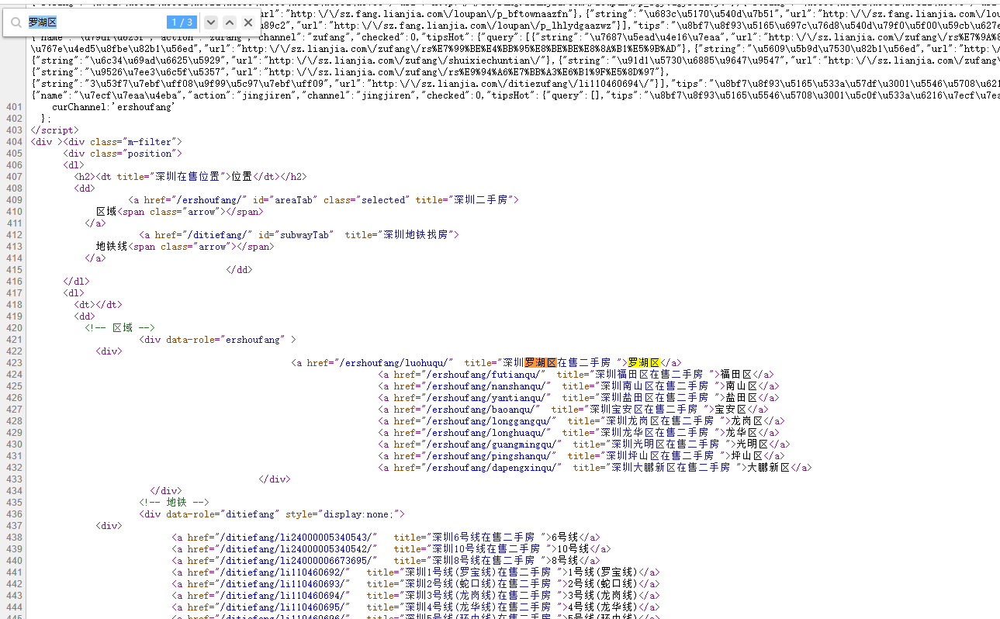 罗湖区 1 / 3
url":"http:\/\/sz.fang.lianjia.com\/loupan\/p_bftownaazfn"},{"string":"\u683c\u5170\u540d\u7b51","url":"http:\/\/sz.fang.lianjia.co
\u89c2","url":"http:\/\/sz.fang.lianjia.com\/loupan\/p_lhlydgaazwz"}],"tips":"\u8bf7\u8f93\u5165\u697c\u76d8\u540d\u79f0\u5f00\u59cb\u627e
"action":"zufang","channel":"zufang","checked":0,"tipsHot":{"query":[{"string":"\u7687\u5ead\u4e16\u7eaa","url":"http:\/\/sz.lianjia.com\/zufang\/rs%E7%9A%8
\u767e\u4ed5\u8fbe\u82b1\u56ed","url":"http:\/\/sz.lianjia.com\/zufang\/rs%E7%99%BE%E4%BB%95%E8%BE%BE%E8%8A%B1%E5%9B%AD"},{"string":"\u5609\u5b9d\u7530\u82b1\u56ed","url":"http:\/\/sz.
{"string":"\u6c34\u69ad\u6625\u5929","url":"http:\/\/sz.lianjia.com\/zufang\/shuixiechuntian\/"},{"string":"\u91d1\u5730\u6885\u9647\u9547","url":"http:\/\/sz.lianjia.com\/zufang\
{"string":"\u9526\u7ee3\u6c5f\u5357","url":"http:\/\/sz.lianjia.com\/zufang\/rs%E9%94%A6%E7%BB%A3%E6%B1%9F%E5%8D%97"},
{"string":"3\u53f7\u7ebf\uff08\u9f99\u5c97\u7ebf\uff09","url":"http:\/\/sz.lianjia.com\/ditiezufang\/li110460694\/"}],"tips":"\u8bf7\u8f93\u5165\u533a\u57df\u3001\u5546\u5708\u621
{"name":"\u7ecf\u7eaa\u4eba","action":"jingjiren","channel":"jingjiren","checked":0,"tipsHot":{"query":[],"tips":"\u8bf7\u8f93\u5165\u5546\u5708\u3001\u5c0f\u533a\u6216\u7ecf\u7ea
401 curChannel:'ershoufang'
402 };
403 </script>
404 <div ><div class="m-filter">
405 <div class="position">
406 <dl>
407 <h2><dt title="深圳在售位置">位置</dt></h2>
408 <dd>
409 <a href="/ershoufang/" id="areaTab" class="selected" title="深圳二手房">
410 区域<span class="arrow"></span>
411 </a>
412 <a href="/ditiefang/" id="subwayTab" title="深圳地铁找房">
413 地铁线<span class="arrow"></span>
414 </a>
415 </dd>
416 </dl>
417 <dl>
418 <dt></dt>
419 <dd>
420 <!-- 区域 -->
421 <div data-role="ershoufang" >
422 <div>
423 <a href="/ershoufang/luohuqu/" title="深圳罗湖区在售二手房 ">罗湖区</a>
424 <a href="/ershoufang/futianqu/" title="深圳福田区在售二手房 ">福田区</a>
425 <a href="/ershoufang/nanshanqu/" title="深圳南山区在售二手房 ">南山区</a>
426 <a href="/ershoufang/yantianqu/" title="深圳盐田区在售二手房 ">盐田区</a>
427 <a href="/ershoufang/baoanqu/" title="深圳宝安区在售二手房 ">宝安区</a>
428 <a href="/ershoufang/longgangqu/" title="深圳龙岗区在售二手房 ">龙岗区</a>
429 <a href="/ershoufang/longhuaqu/" title="深圳龙华区在售二手房 ">龙华区</a>
430 <a href="/ershoufang/guangmingqu/" title="深圳光明区在售二手房 ">光明区</a>
431 <a href="/ershoufang/pingshanqu/" title="深圳坪山区在售二手房 ">坪山区</a>
432 <a href="/ershoufang/dapengxinqu/" title="深圳大鹏新区在售二手房 ">大鹏新区</a>
433 </div>
434 </div>
435 <!-- 地铁 -->
436 <div data-role="ditiefang" style="display:none;">
437 <div>
438 <a href="/ditiefang/li24000005340543/" title="深圳6号线在售二手房 ">6号线</a>
439 <a href="/ditiefang/li24000005340542/" title="深圳10号线在售二手房 ">10号线</a>
440 <a href="/ditiefang/li24000006673695/" title="深圳8号线在售二手房 ">8号线</a>
441 <a href="/ditiefang/li110460692/" title="深圳1号线(罗宝线)在售二手房 ">1号线(罗宝线)</a>
442 <a href="/ditiefang/li110460693/" title="深圳2号线(蛇口线)在售二手房 ">2号线(蛇口线)</a>
443 <a href="/ditiefang/li110460694/" title="深圳3号线(龙岗线)在售二手房 ">3号线(龙岗线)</a>
444 <a href="/ditiefang/li110460695/" title="深圳4号线(龙华线)在售二手房 ">4号线(龙华线)</a>
445 <a href="/ditiefang/li110460696/" title="深圳5号线(环中线)在售二手房 ">5号线(环中线)</a>